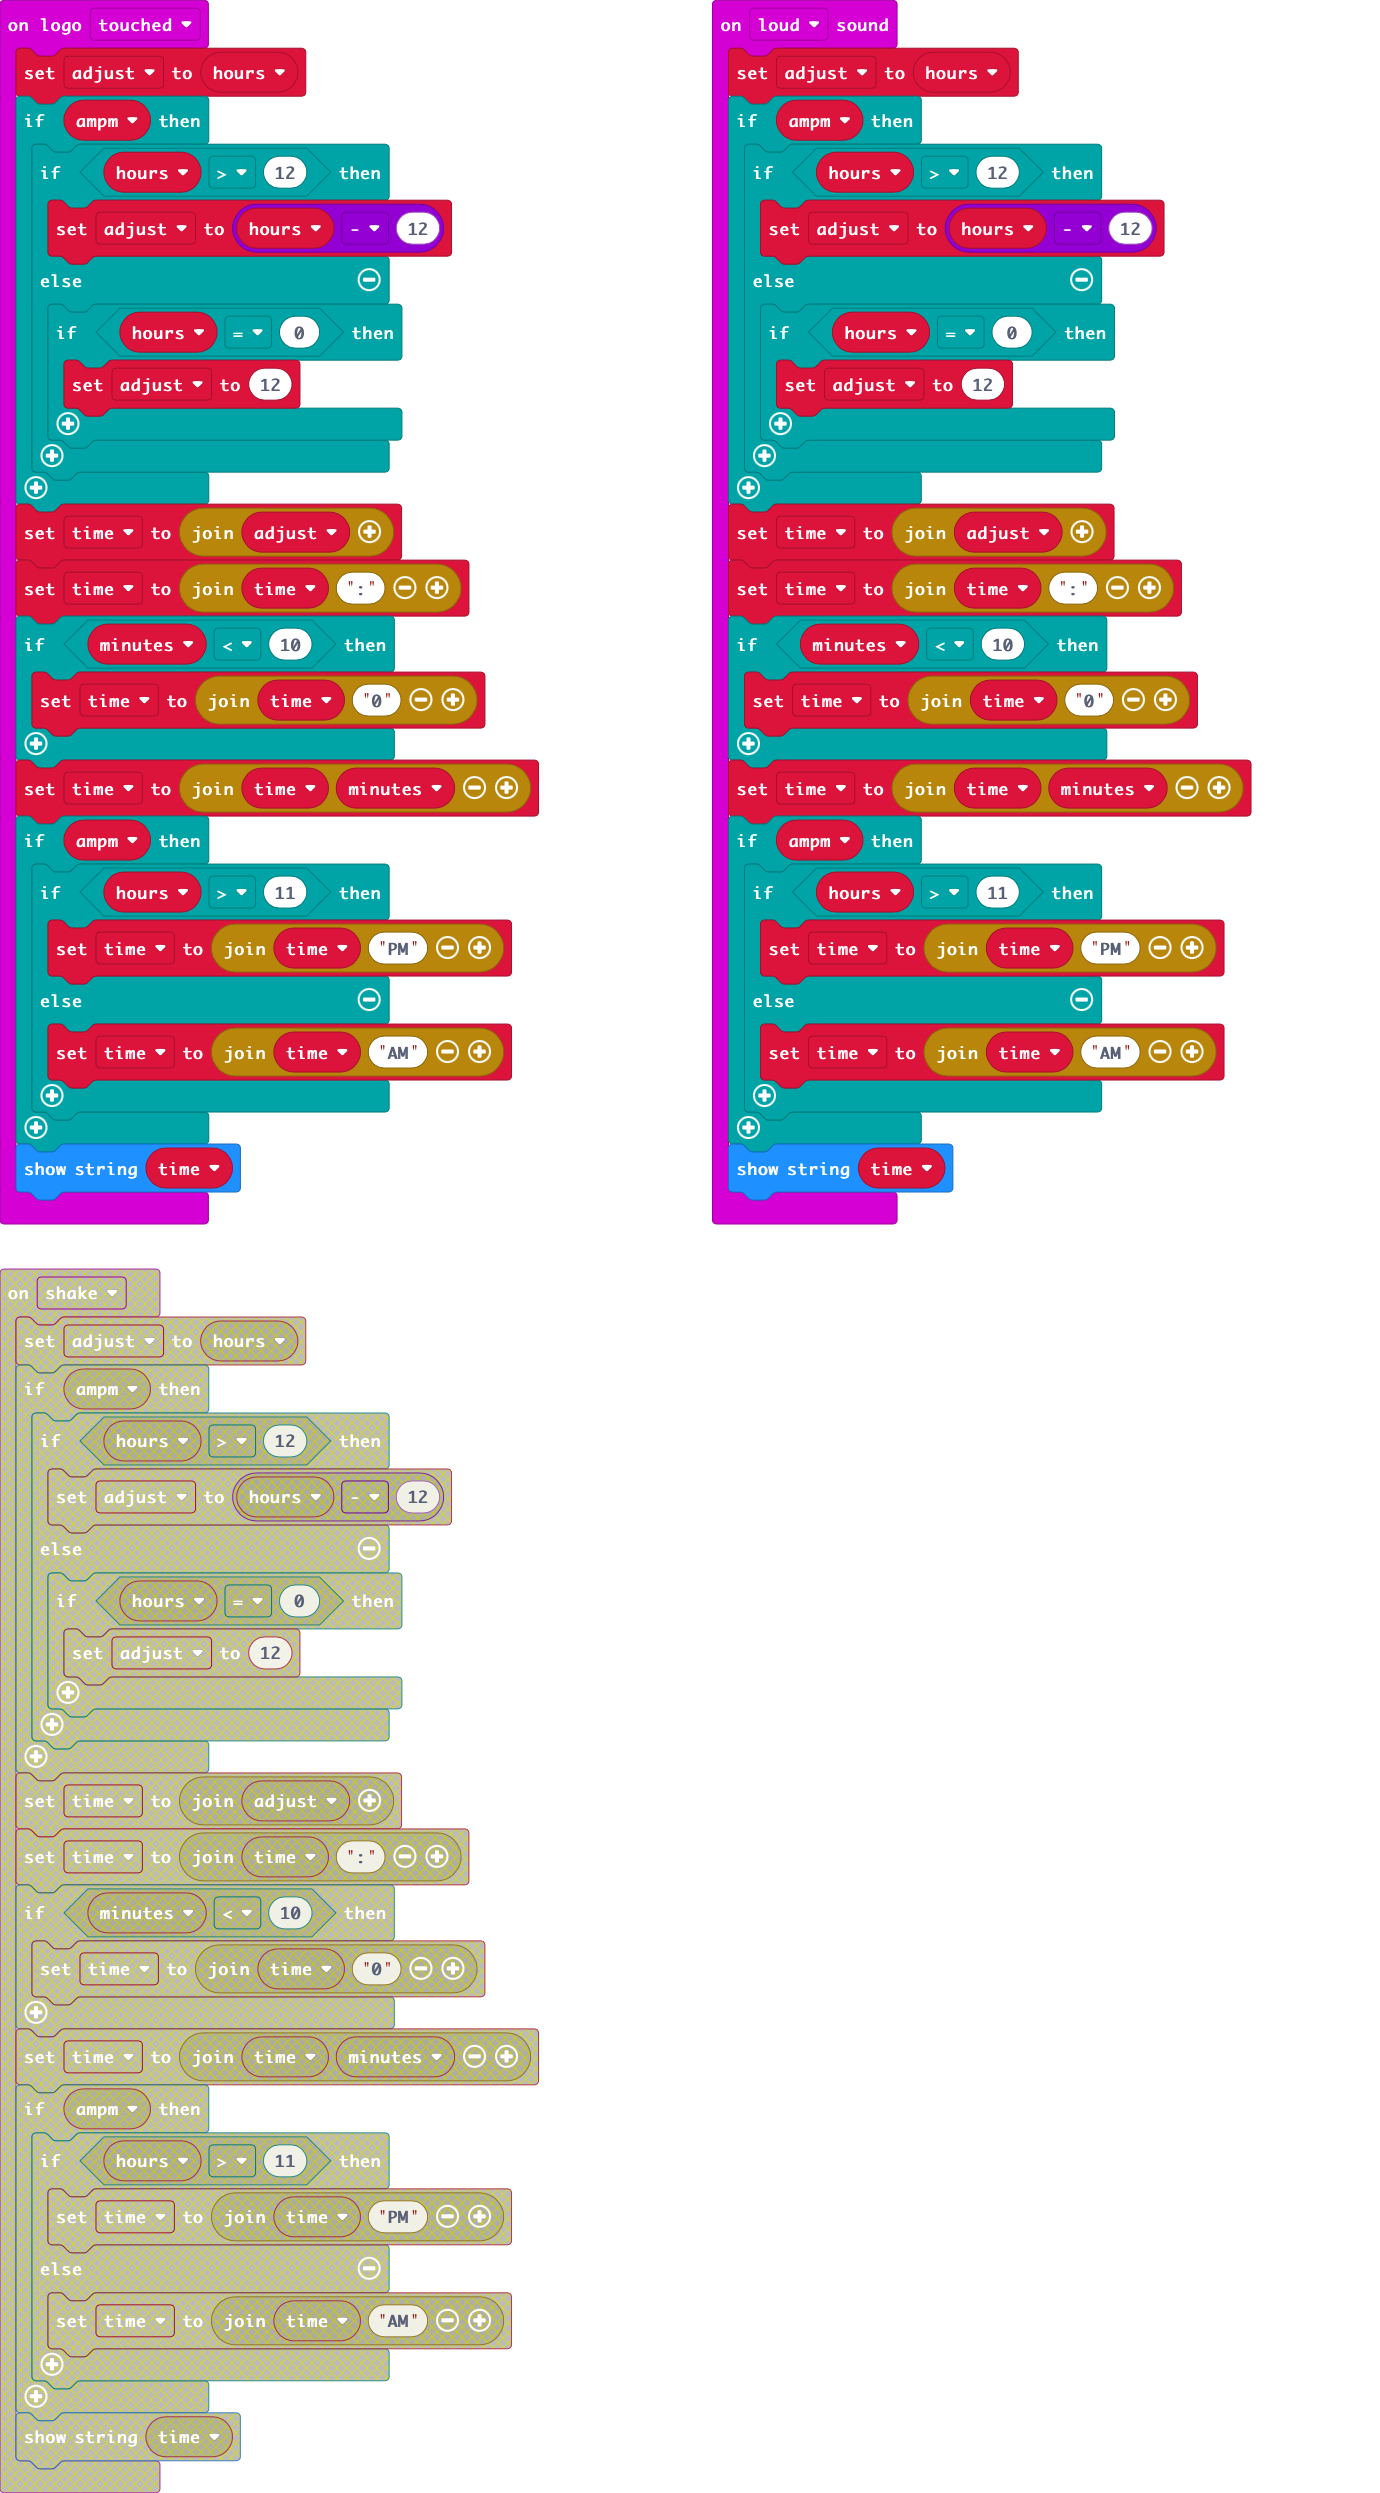 on logo touched
set adjust to hours
if ampm then
if hours > 12 then
set adjust to hours - 12
else
if hours = 0 then
set adjust to 12
set time to join adjust
set time to join time ":"
if minutes < 10 then
set time to join time "0"
set time to join time minutes
if ampm then
if hours > 11 then
set time to join time "PM"
else
set time to join time "AM"
show string time
on loud sound
set adjust to hours
if ampm then
if hours > 12 then
set adjust to hours - 12
else
if hours = 0 then
set adjust to 12
set time to join adjust
set time to join time ":"
if minutes < 10 then
set time to join time "0"
set time to join time minutes
if ampm then
if hours > 11 then
set time to join time "PM"
else
set time to join time "AM"
show string time
on shake
set adjust to hours
if ampm then
if hours > 12 then
set adjust to hours - 12
else
if hours = 0 then
set adjust to 12
set time to join adjust
set time to join time ":"
if minutes < 10 then
set time to join time "0"
set time to join time minutes
if ampm then
if hours > 11 then
set time to join time "PM"
else
set time to join time "AM"
show string time